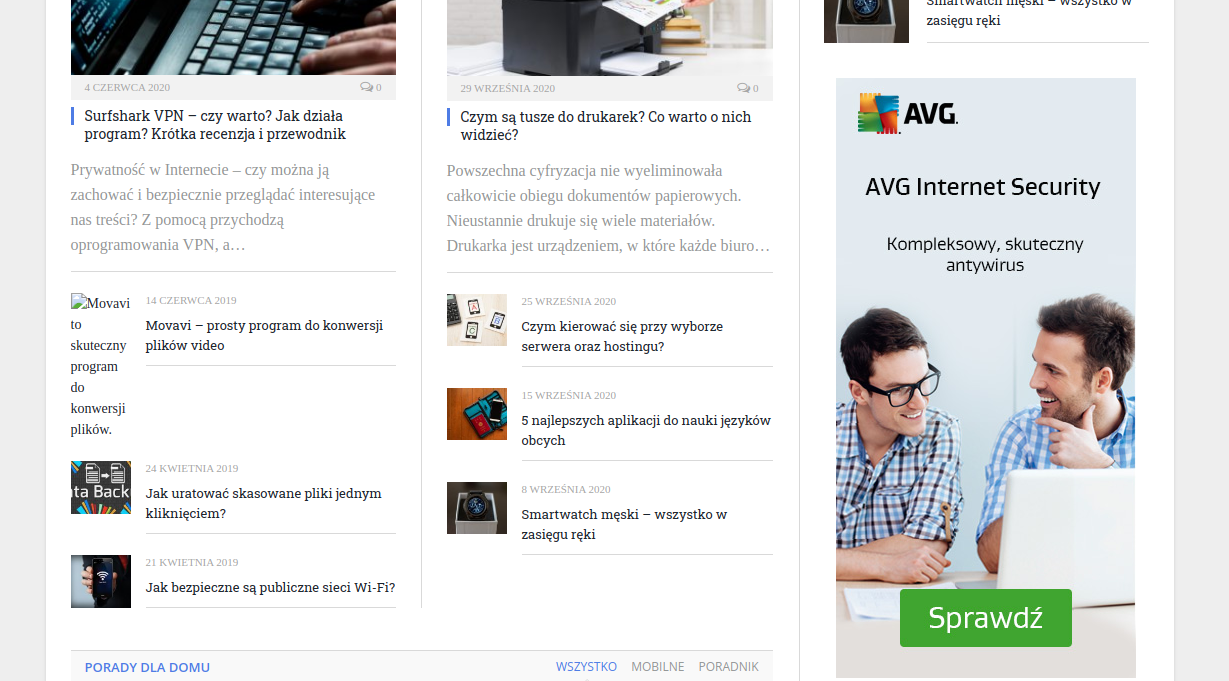 4 CZERWCA 2020
0
Surfshark VPN – czy warto? Jak działa
program? Krótka recenzja i przewodnik
Prywatność w Internecie – czy można ją
zachować i bezpiecznie przeglądać interesujące
nas treści? Z pomocą przychodzą
oprogramowania VPN, a…
Movavi
to
skuteczny
program
do
konwersji
plików.
14 CZERWCA 2019
Movavi – prosty program do konwersji
plików video
ata Back
24 KWIETNIA 2019
Jak uratować skasowane pliki jednym
kliknięciem?
21 KWIETNIA 2019
Jak bezpieczne są publiczne sieci Wi-Fi?
29 WRZEŚNIA 2020
0
Czym są tusze do drukarek? Co warto o nich
widzieć?
Powszechna cyfryzacja nie wyeliminowała
całkowicie obiegu dokumentów papierowych.
Nieustannie drukuje się wiele materiałów.
Drukarka jest urządzeniem, w które każde biuro…
A
B
C
25 WRZEŚNIA 2020
Czym kierować się przy wyborze
serwera oraz hostingu?
15 WRZEŚNIA 2020
5 najlepszych aplikacji do nauki języków
obcych
8 WRZEŚNIA 2020
Smartwatch męski – wszystko w
zasięgu ręki
Smartwatch męski – wszystko w
zasięgu ręki
AVG.
AVG Internet Security
Kompleksowy, skuteczny
antywirus
Sprawdź
PORADY DLA DOMU
WSZYSTKO MOBILNE PORADNIK